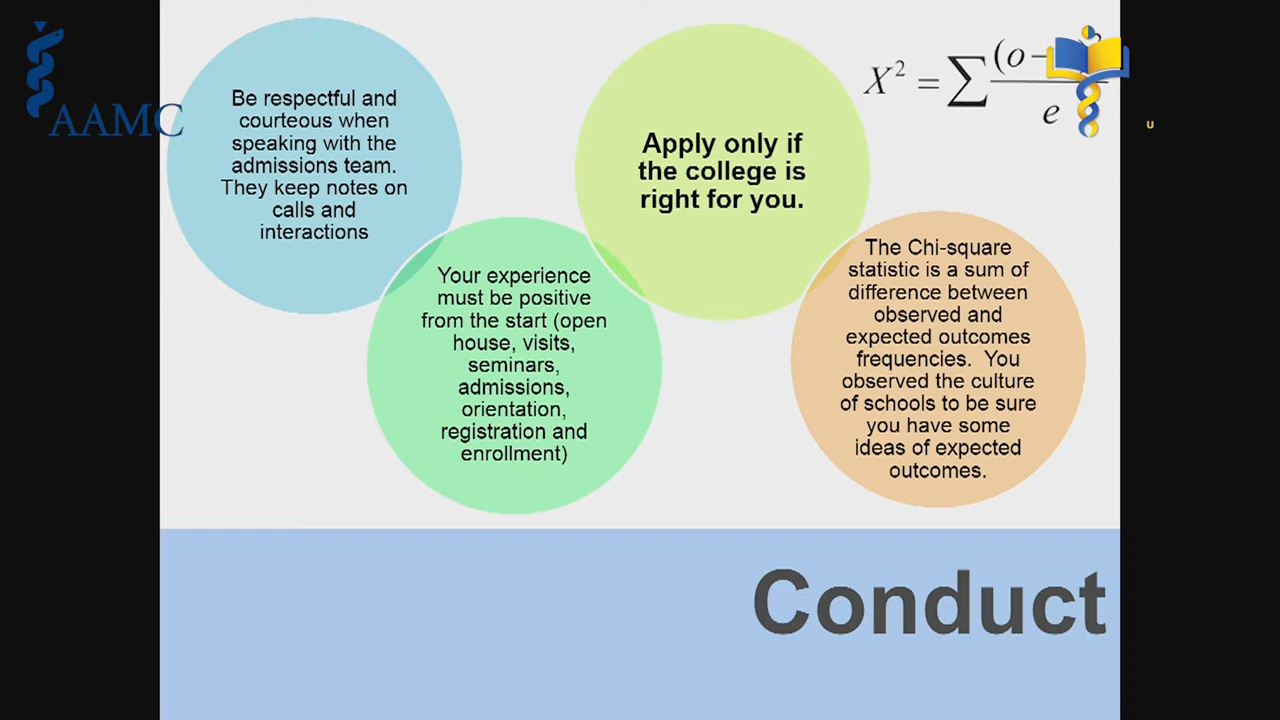 AAMC
Be respectful and
courteous when
speaking with the
admissions team.
They keep notes on
calls and
interactions
Your experience
must be positive
from the start (open
house, visits,
seminars,
admissions,
orientation,
registration and
enrollment)
Apply only if
the college is
right for you.
X² = ∑ (o –
e
U
The Chi-square
statistic is a sum of
difference between
observed and
expected outcomes
frequencies. You
observed the culture
of schools to be sure
you have some
ideas of expected
outcomes.
Conduct